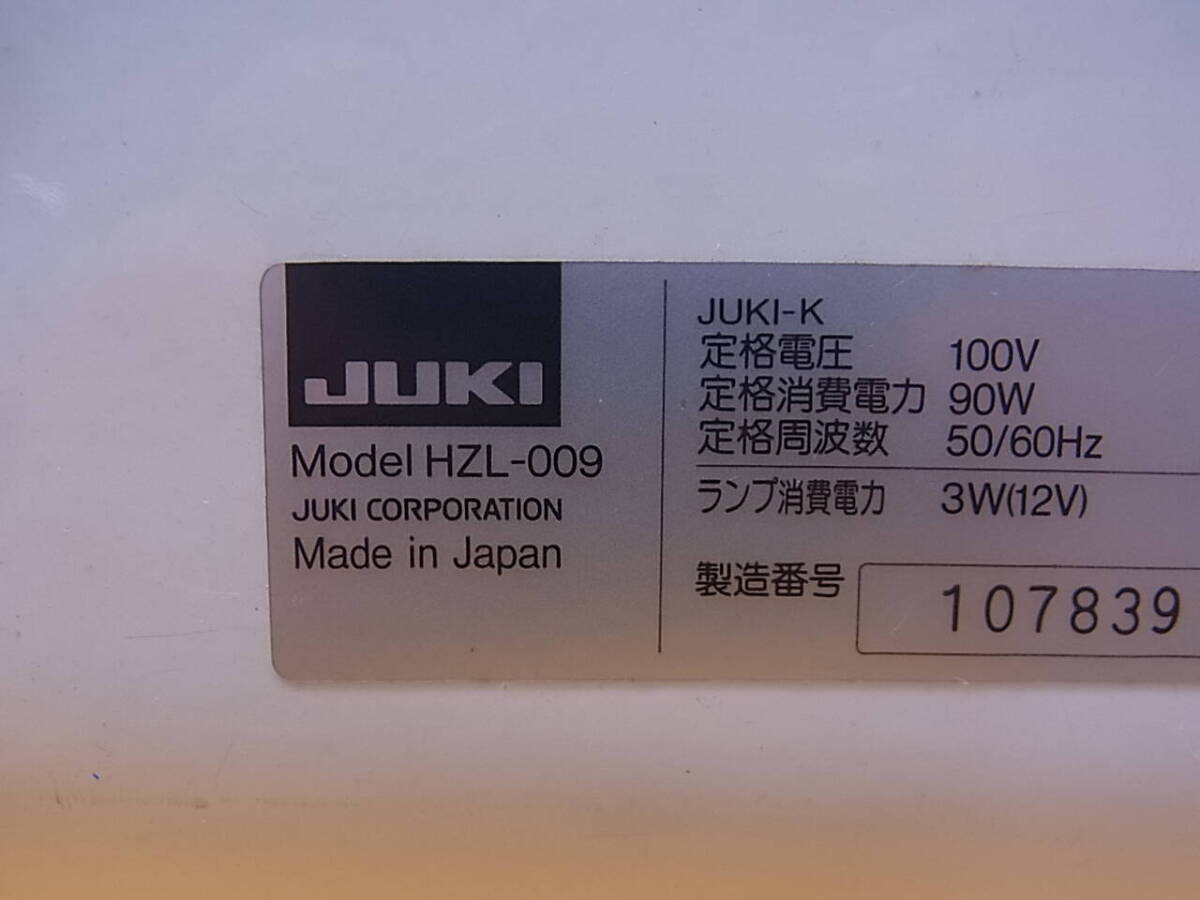 JUKI
Model HZL-009
JUKI CORPORATION
Made in Japan
JUKI-K
定格電圧 100V
定格消費電力 90W
定格周波数 50/60Hz
ランプ消費電力 3W(12V)
製造番号 107839